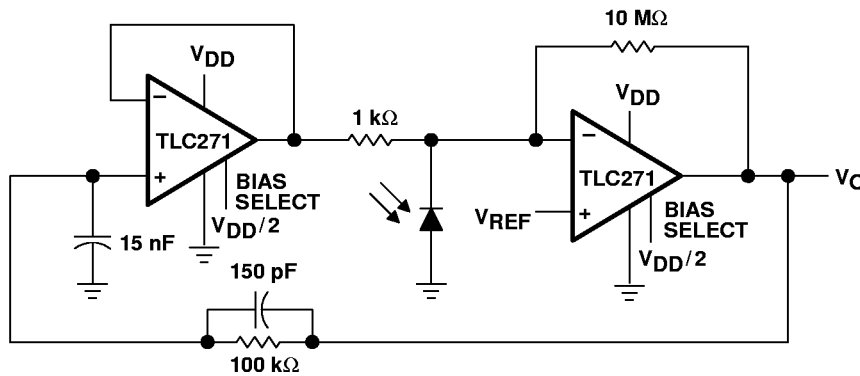 10 MΩ
VDD
−
TLC271
+
BIAS
SELECT
VDD/2
15 nF
1 kΩ
VREF
VDD
−
TLC271
+
BIAS
SELECT
VDD/2
VO
150 pF
100 kΩ